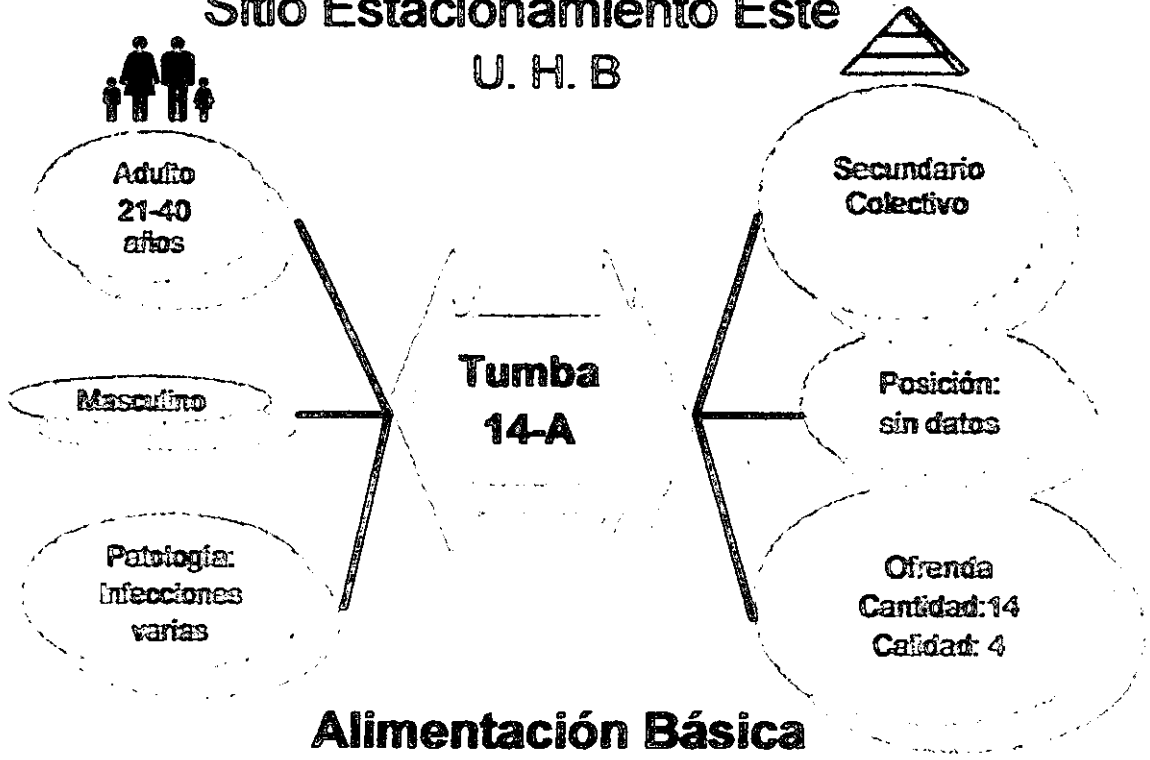 Sitio Estacionamiento Este
U. H. B
Adulto
21-40
años
Masculino
Patología:
Infecciones
varias
Tumba
14-A
Secundario
Colectivo
Posición:
sin datos
Ofrenda
Cantidad:14
Calidad: 4
Alimentación Básica